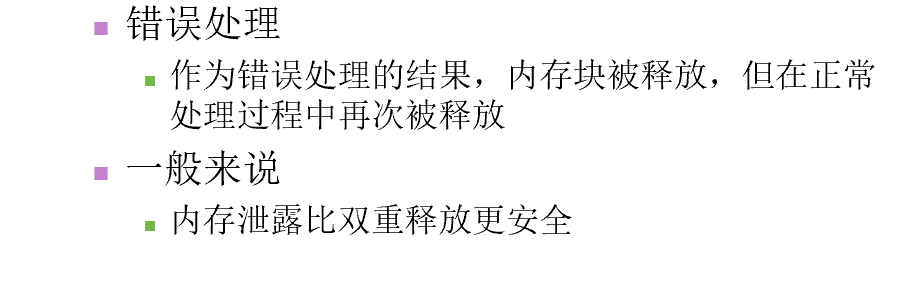 错误处理
作为错误处理的结果，内存块被释放，但在正常
处理过程中再次被释放
一般来说
内存泄露比双重释放更安全